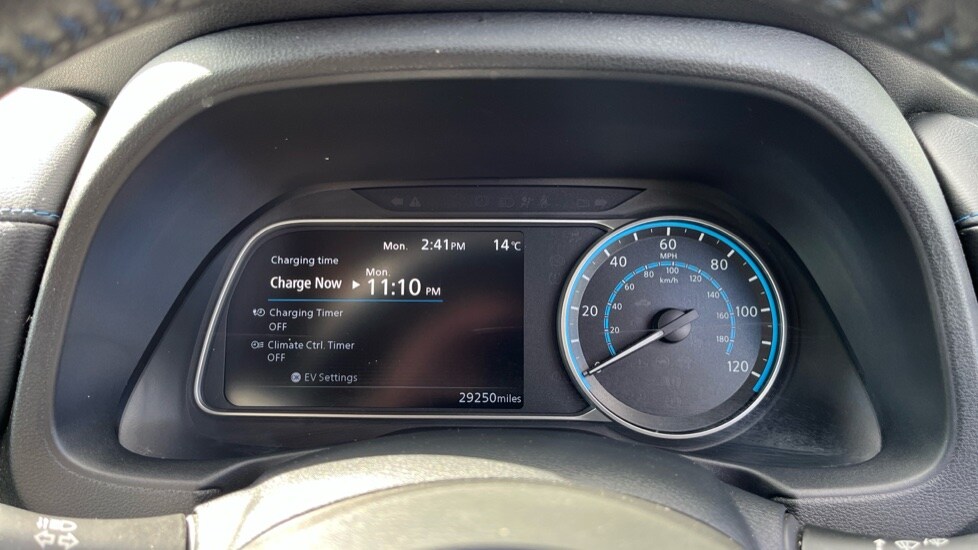 Mon. 2:41PM 14°C
Charging time
Mon.
Charge Now ▶ 11:10 PM
Charging Timer
OFF
Climate Ctrl. Timer
OFF
OK EV Settings
29250miles
0 20 40 60 80 100 120
MPH
20 40 60 80 100 120 140 160 180
km/h